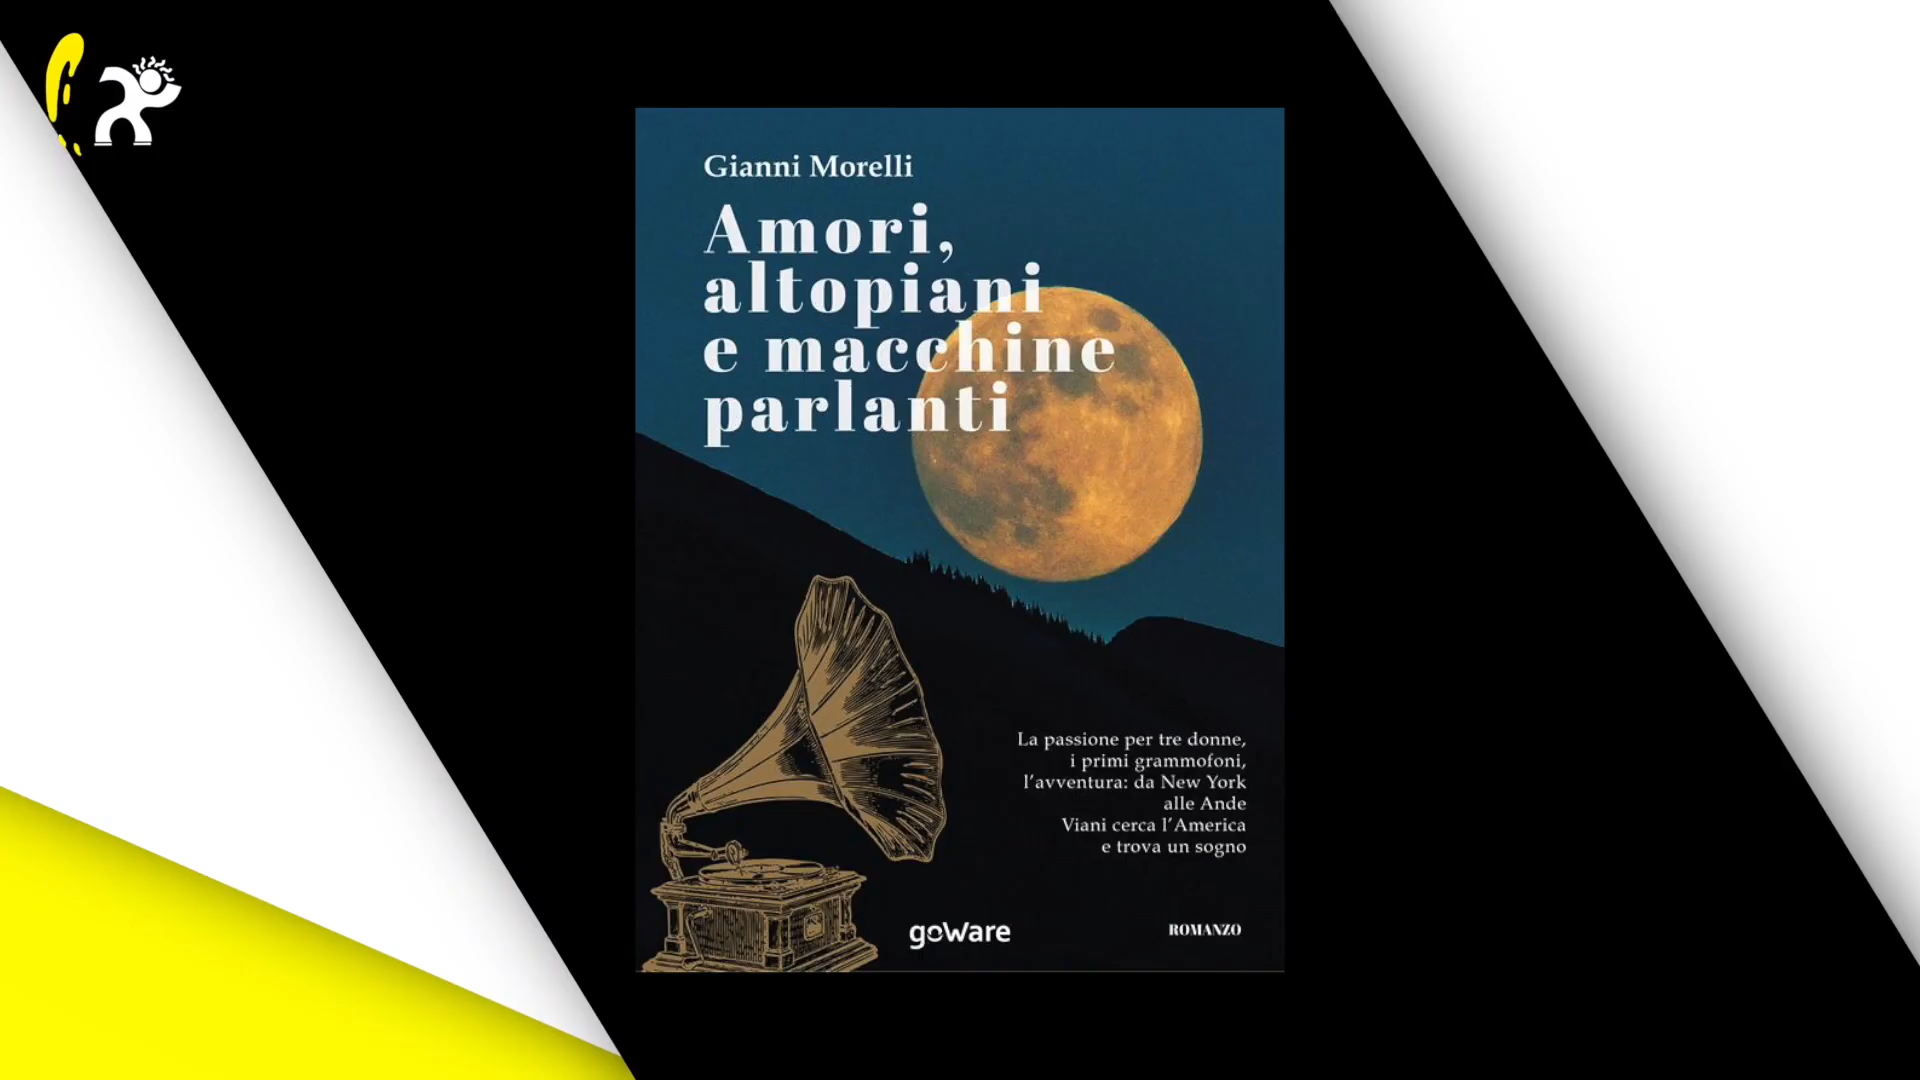 Gianni Morelli
Amori,
altopiani
e macchine
parlanti
La passione per tre donne,
i primi grammofoni,
l'avventura: da New York
alle Ande
Viani cerca l'America
e trova un sogno
goWare
ROMANZO